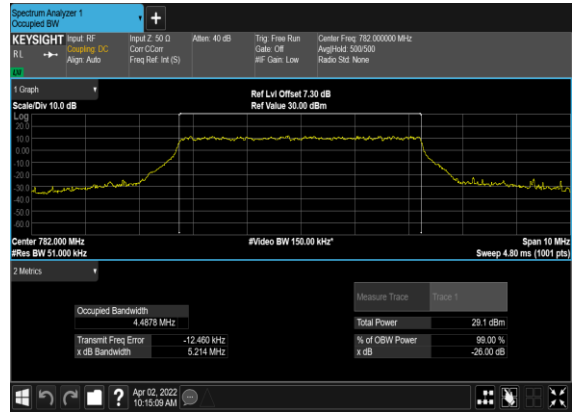 Spectrum Analyzer 1
Occupied BW
+
KEYSIGHT Input: RF Input Z: 50 Ω Atten: 40 dB Trig: Free Run Center Freq: 782.000000 MHz
RL Coupling: DC Corr CCorr Gate: Off Avg|Hold: 500/500
Align: Auto Freq Ref: Int (S) #IF Gain: Low Radio Std: None
LW
1 Graph
Ref Lvl Offset 7.30 dB
Scale/Div 10.0 dB Ref Value 30.00 dBm
Log
20.0
10.0
0.00
-10.0
-20.0
-30.0
-40.0
-50.0
-60.0
Center 782.000 MHz #Video BW 150.00 kHz* Span 10 MHz
#Res BW 51.000 kHz Sweep 4.80 ms (1001 pts)
2 Metrics
Measure Trace Trace 1
Occupied Bandwidth
4.4878 MHz Total Power 29.1 dBm
Transmit Freq Error -12.460 kHz % of OBW Power 99.00 %
x dB Bandwidth 5.214 MHz x dB -26.00 dB
? Apr 02, 2022
10:15:09 AM